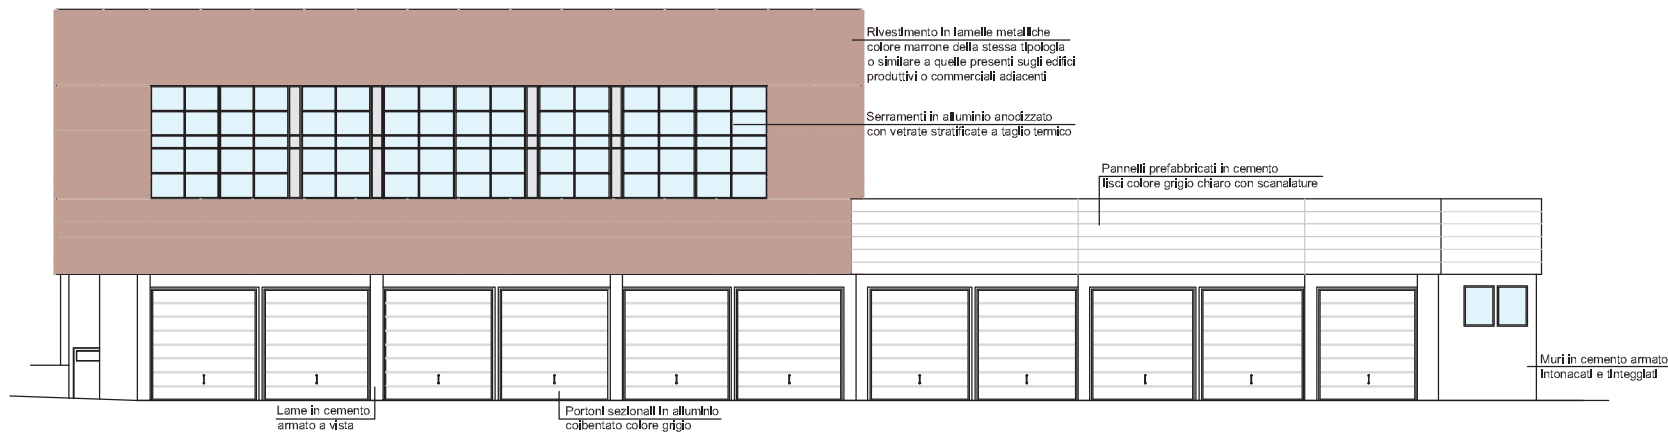 Rivestimento in lamelle metalliche
colore marrone della stessa tipologia
o similare a quelle presenti sugli edifici
produttivi o commerciali adiacenti
Serramenti in alluminio anodizzato
con vetrate stratificate a taglio termico
Pannelli prefabbricati in cemento
lisci colore grigio chiaro con scanalature
Muri in cemento armato
intonacati e tinteggiati
Lame in cemento
armato a vista
Portoni sezionali in alluminio
coibentato colore grigio